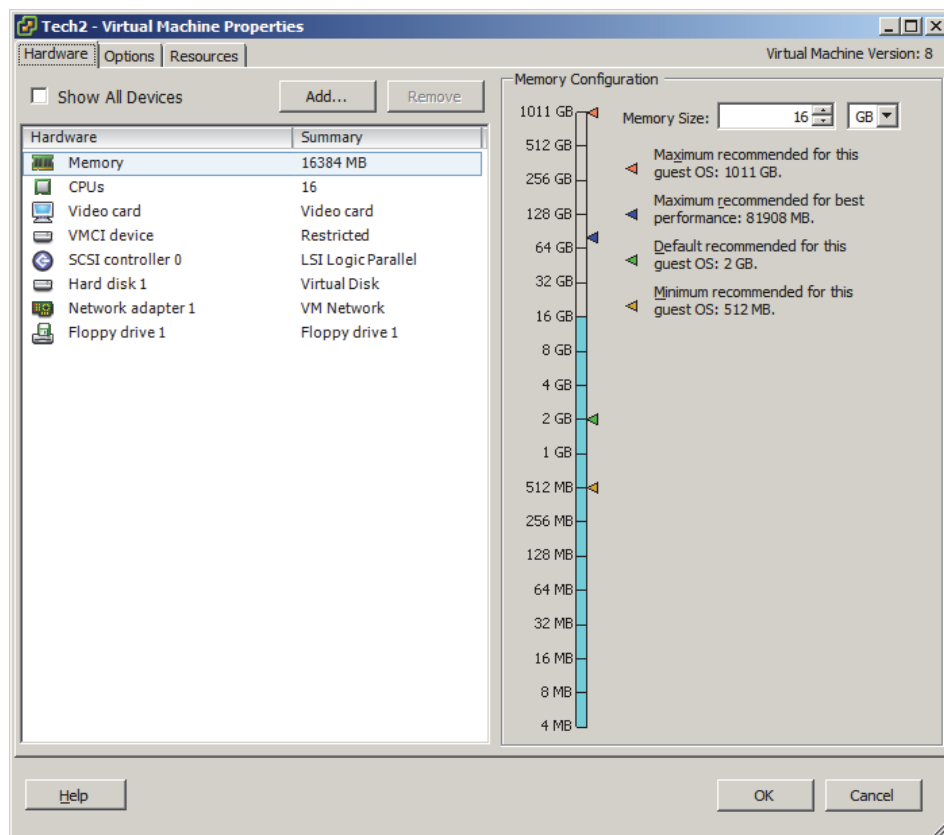 Tech2 - Virtual Machine Properties
Hardware Options Resources
Virtual Machine Version: 8
Show All Devices
Add...
Remove
Hardware Summary
Memory 16384 MB
CPUs 16
Video card Video card
VMCI device Restricted
SCSI controller 0 LSI Logic Parallel
Hard disk 1 Virtual Disk
Network adapter 1 VM Network
Floppy drive 1 Floppy drive 1
Memory Configuration
1011 GB
512 GB
256 GB
128 GB
64 GB
32 GB
16 GB
8 GB
4 GB
2 GB
1 GB
512 MB
256 MB
128 MB
64 MB
32 MB
16 MB
8 MB
4 MB
Memory Size: 16 GB
Maximum recommended for this
guest OS: 1011 GB.
Maximum recommended for best
performance: 81908 MB.
Default recommended for this
guest OS: 2 GB.
Minimum recommended for this
guest OS: 512 MB.
Help
OK
Cancel